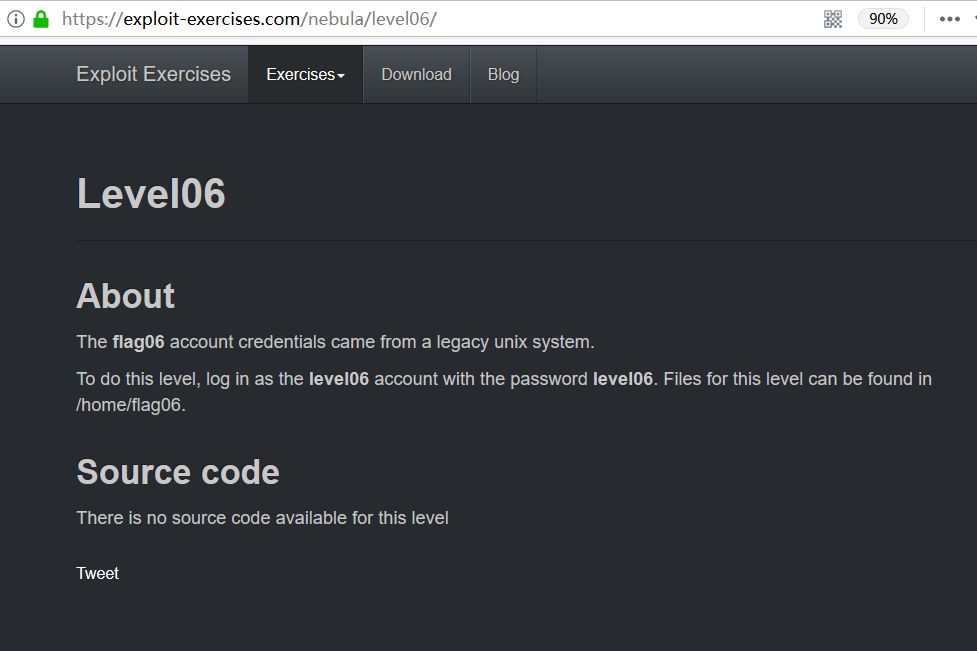 https://exploit-exercises.com/nebula/level06/
90%
Exploit Exercises
Exercises
Download
Blog
Level06
About
The flag06 account credentials came from a legacy unix system.
To do this level, log in as the level06 account with the password level06. Files for this level can be found in
/home/flag06.
Source code
There is no source code available for this level
Tweet